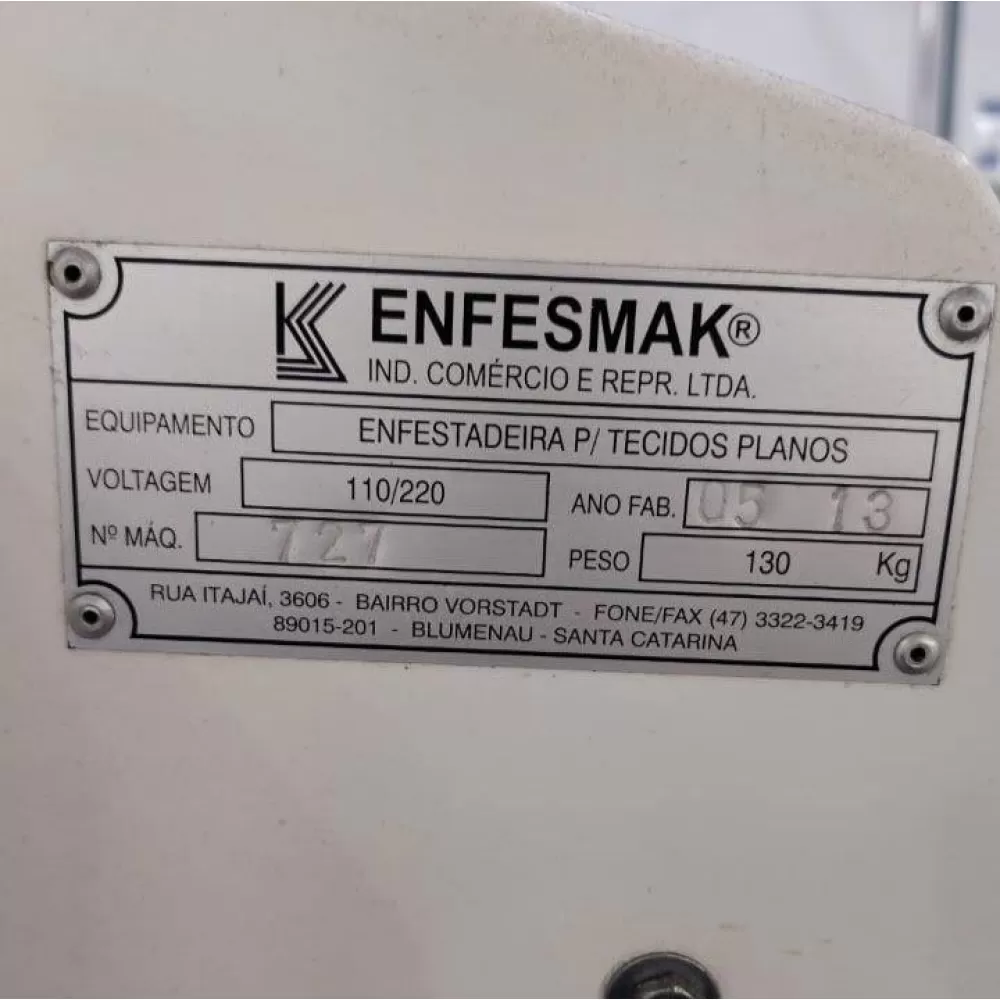 ENFESMAK®
IND. COMÉRCIO E REPR. LTDA.
EQUIPAMENTO ENFESTADEIRA P/ TECIDOS PLANOS
VOLTAGEM 110/220 ANO FAB. 05 13
Nº MÁQ. 727 PESO 130 Kg
RUA ITAJAÍ, 3606 - BAIRRO VORSTADT - FONE/FAX (47) 3322-3419
89015-201 - BLUMENAU - SANTA CATARINA